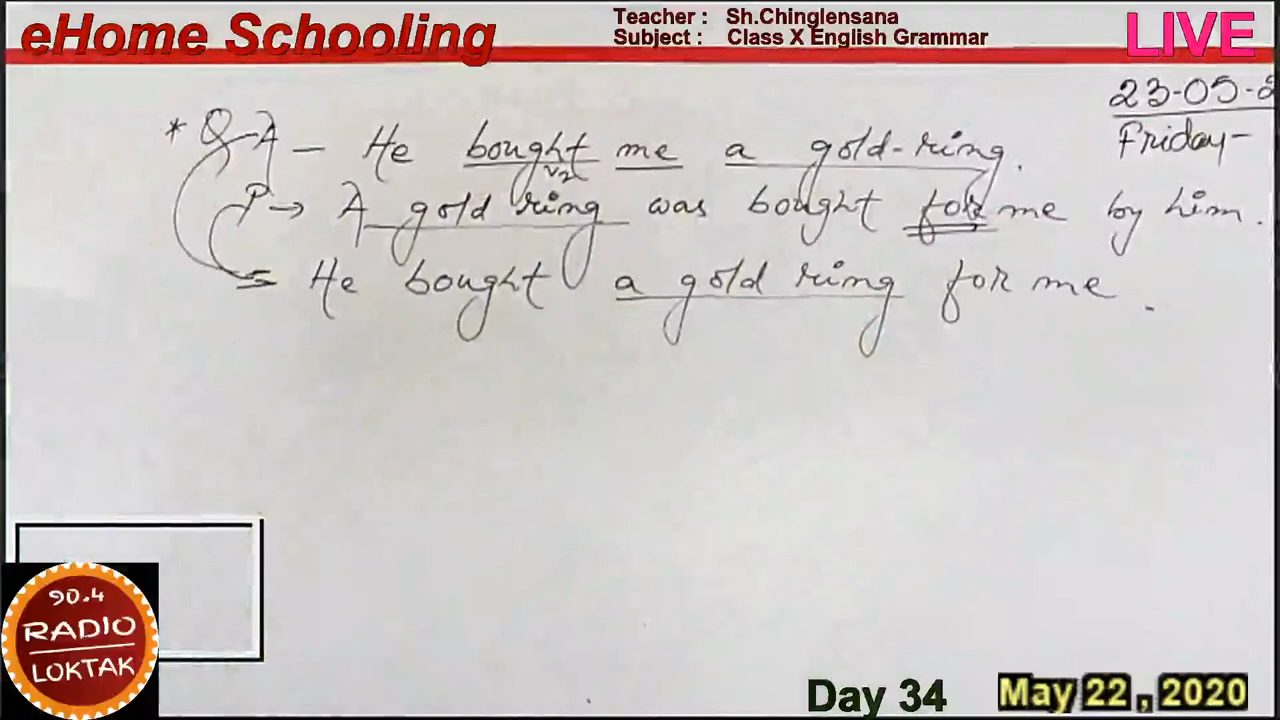 eHome Schooling
Teacher : Sh.Chinglensana
Subject : Class X English Grammar
LIVE
23-05-2
Friday-
* Q-A - He bought me a gold-ring.
V2
P → A gold ring was bought for me by him.
He bought a gold ring for me.
90.4
RADIO
LOKTAK
Day 34
May 22 , 2020